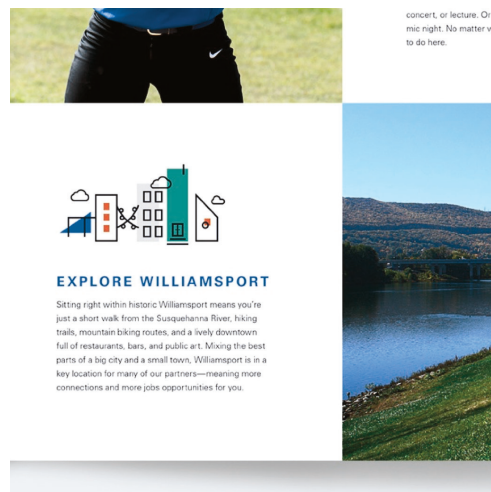 concert, or lecture. Or
mic night. No matter
to do here.
EXPLORE WILLIAMSPORT
Sitting right within historic Williamsport means you're
just a short walk from the Susquehanna River, hiking
trails, mountain biking routes, and a lively downtown
full of restaurants, bars, and public art. Mixing the best
parts of a big city and a small town, Williamsport is in a
key location for many of our partners—meaning more
connections and more jobs opportunities for you.